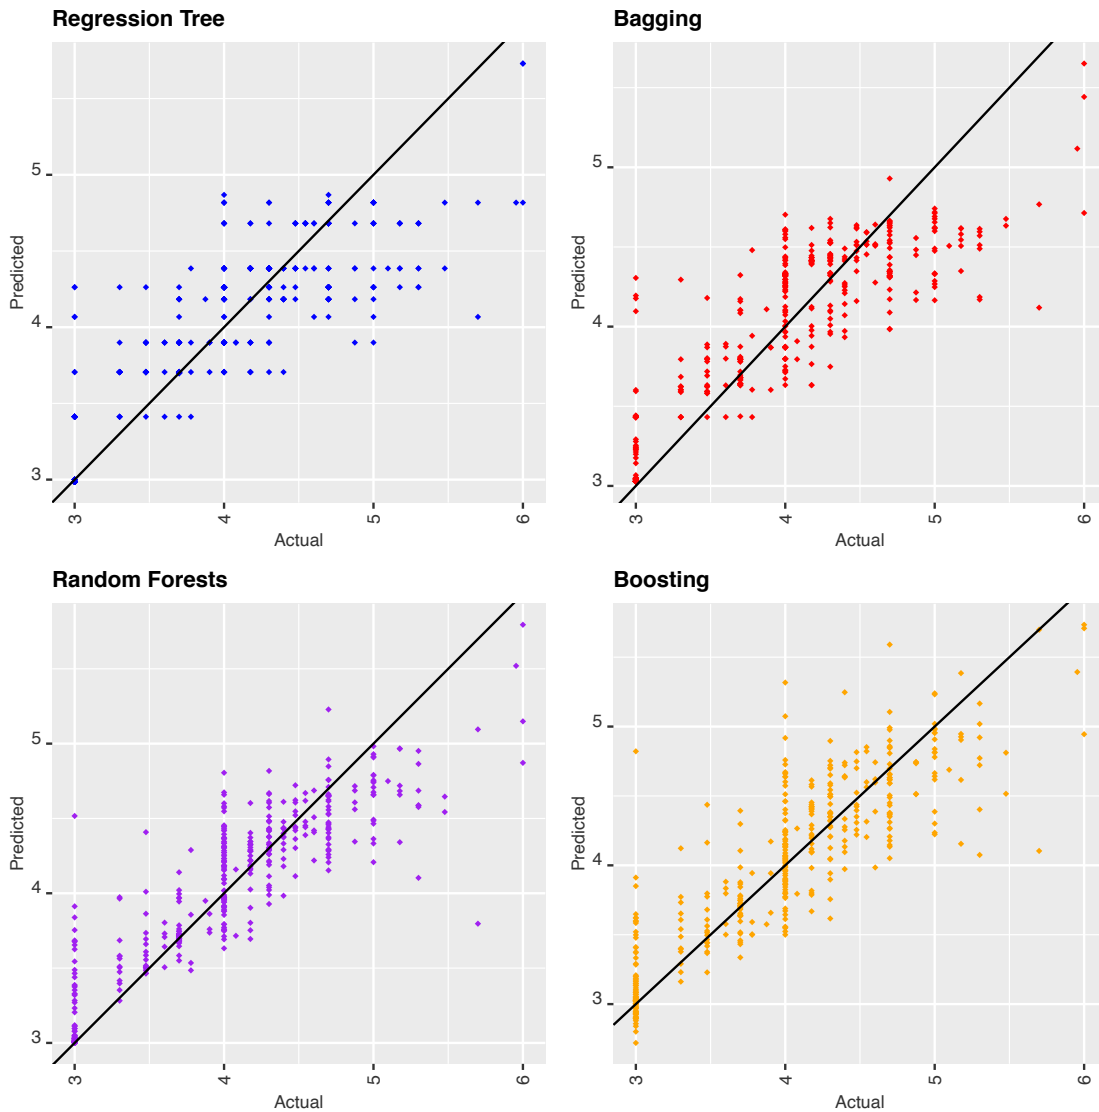 Regression Tree
Predicted
5
4
3
3 4 5 6
Actual
Bagging
Predicted
5
4
3
3 4 5 6
Actual
Random Forests
Predicted
5
4
3
3 4 5 6
Actual
Boosting
Predicted
5
4
3
3 4 5 6
Actual